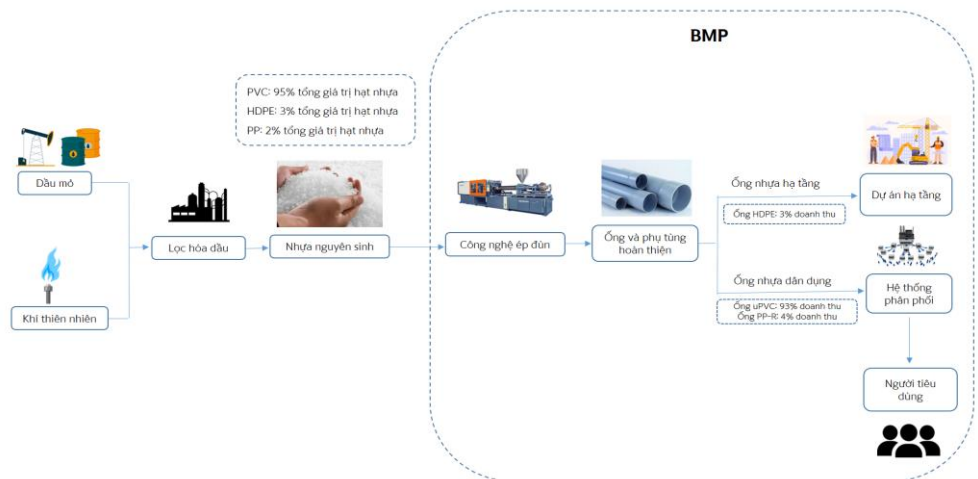 BMP
PVC: 95% tổng giá trị hạt nhựa
HDPE: 3% tổng giá trị hạt nhựa
PP: 2% tổng giá trị hạt nhựa
Dầu mỏ
Khí thiên nhiên
Lọc hóa dầu
Nhựa nguyên sinh
Công nghệ ép đùn
Ống và phụ tùng
hoàn thiện
Ống nhựa hạ tầng
Ống HDPE: 3% doanh thu
Dự án hạ tầng
Ống nhựa dân dụng
Ống uPVC: 93% doanh thu
Ống PP-R: 4% doanh thu
Hệ thống
phân phối
Người tiêu
dùng